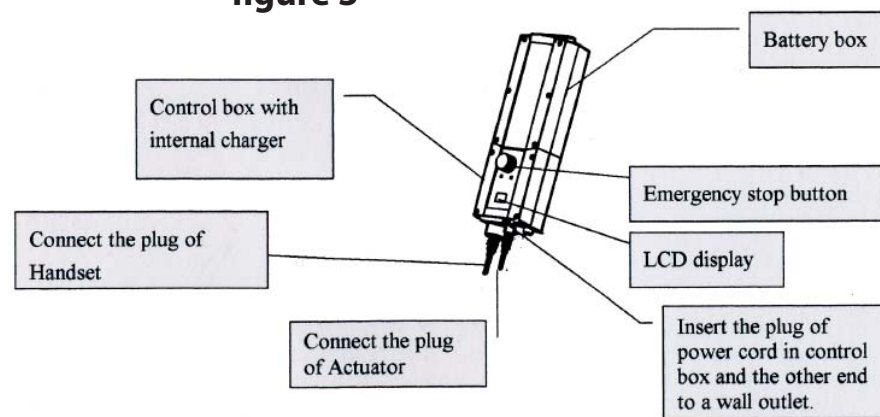 figure 3
Battery box
Control box with
internal charger
Emergency stop button
Connect the plug of
Handset
LCD display
Connect the plug
of Actuator
Insert the plug of
power cord in control
box and the other end
to a wall outlet.